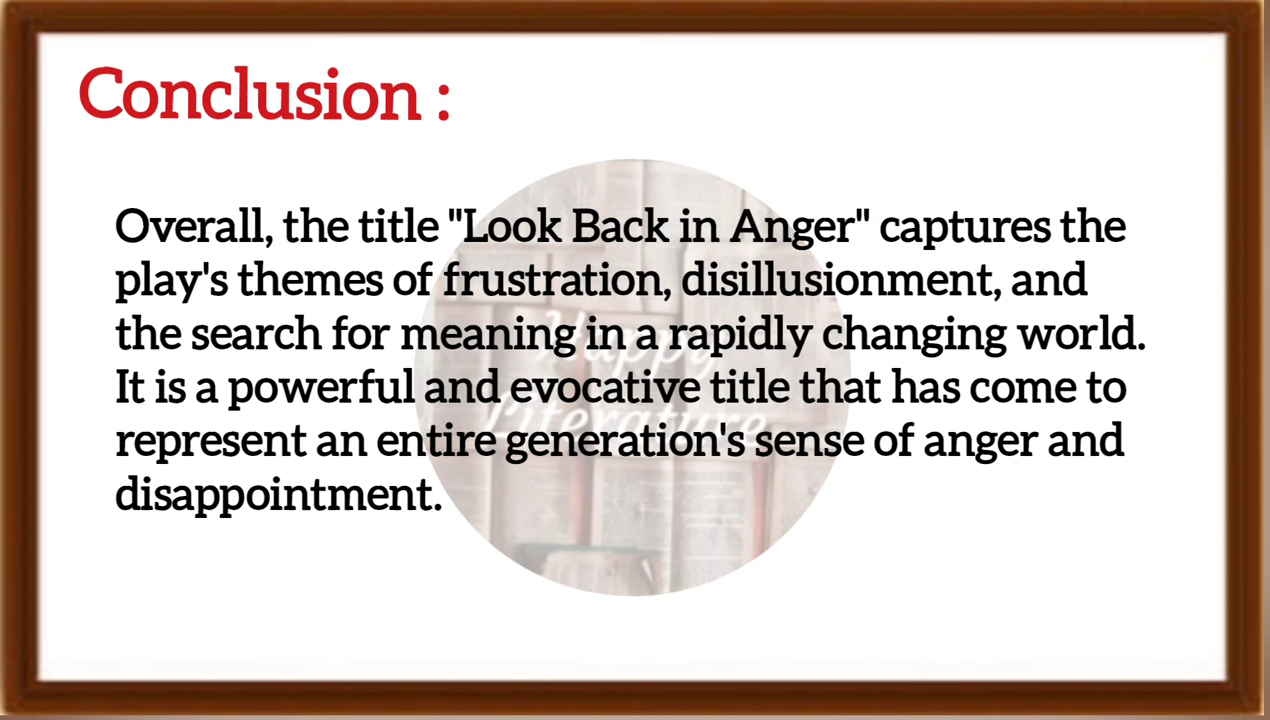 Conclusion :
Overall, the title "Look Back in Anger" captures the
play's themes of frustration, disillusionment, and
the search for meaning in a rapidly changing world.
It is a powerful and evocative title that has come to
represent an entire generation's sense of anger and
disappointment.
Happy
Literature